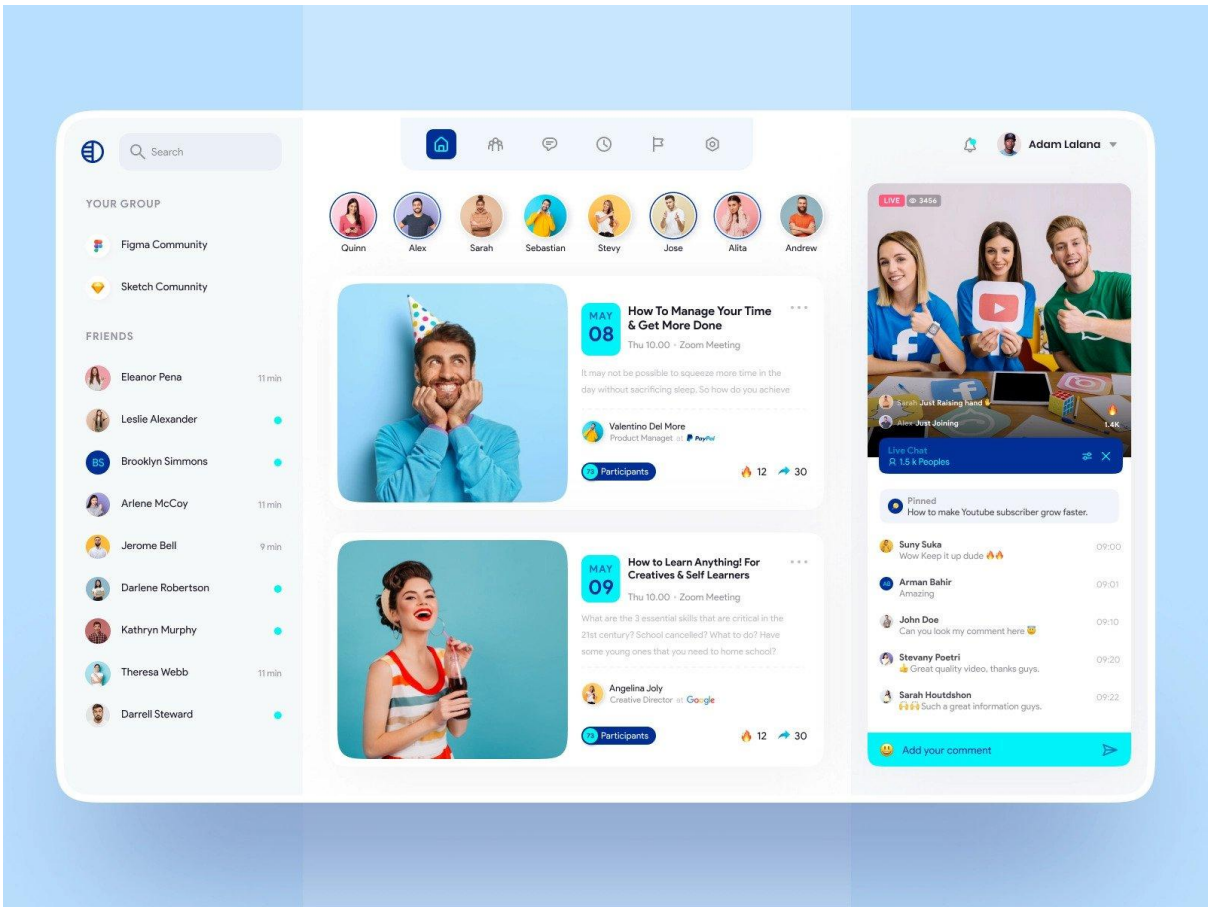 Search
YOUR GROUP
Figma Community
Sketch Comunnity
FRIENDS
Eleanor Pena 11 min
Leslie Alexander
BS Brooklyn Simmons
Arlene McCoy 11 min
Jerome Bell 9 min
Darlene Robertson
Kathryn Murphy
Theresa Webb 11 min
Darrell Steward
Quinn Alex Sarah Sebastian Stevy Jose Alita Andrew
MAY
08
How To Manage Your Time
& Get More Done
Thu 10.00 • Zoom Meeting
It may not be possible to squeeze more time in the
day without sacrificing sleep. So how do you achieve
Valentino Del More
Product Managet at PayPal
73 Participants
12 30
MAY
09
How to Learn Anything! For
Creatives & Self Learners
Thu 10.00 • Zoom Meeting
What are the 3 essential skills that are critical in the
21st century? School cancelled? What to do? Have
some young ones that you need to home school?
Angelina Joly
Creative Director at Google
73 Participants
12 30
Adam Lalana
LIVE 3456
Sarah Just Raising hand
Alex Just Joining
1.4K
Live Chat
1.5 k Peoples
Pinned
How to make Youtube subscriber grow faster.
Suny Suka 09:00
Wow Keep it up dude 🔥🔥
AB Arman Bahir 09:01
Amazing
John Doe 09:10
Can you look my comment here 😇
Stevany Poetri 09:20
👍 Great quality video, thanks guys.
Sarah Houtdshon 09:22
🙌🙌 Such a great information guys.
Add your comment